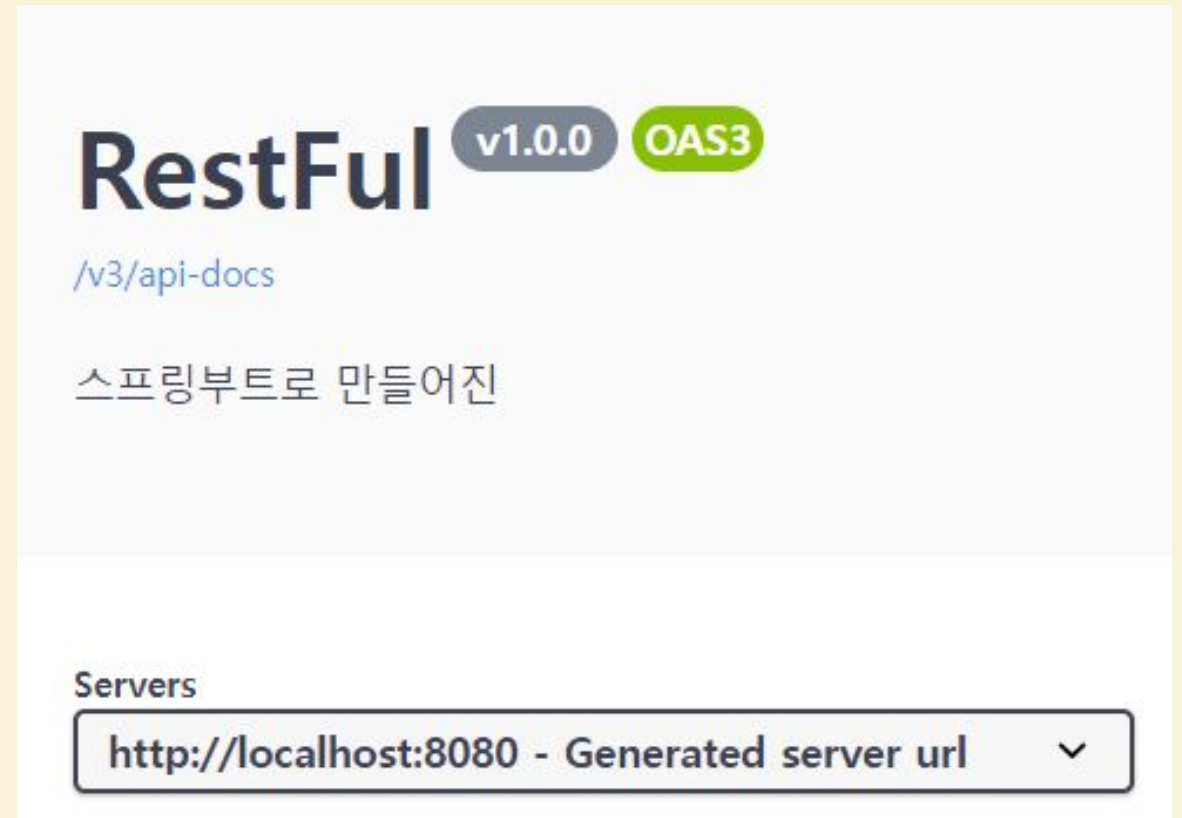 RestFul v1.0.0 OAS3
/v3/api-docs
스프링부트로 만들어진
Servers
http://localhost:8080 - Generated server url